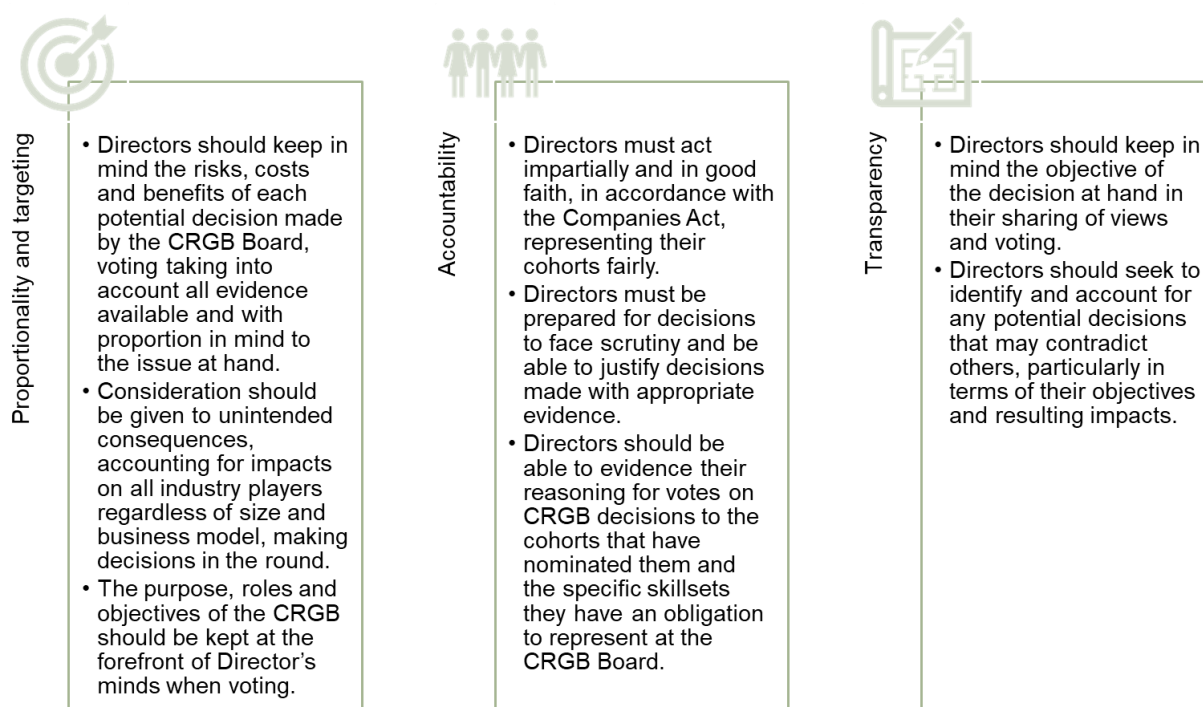 Proportionality and targeting
• Directors should keep in
mind the risks, costs
and benefits of each
potential decision made
by the CRGB Board,
voting taking into
account all evidence
available and with
proportion in mind to
the issue at hand.
• Consideration should
be given to unintended
consequences,
accounting for impacts
on all industry players
regardless of size and
business model, making
decisions in the round.
• The purpose, roles and
objectives of the CRGB
should be kept at the
forefront of Director’s
minds when voting.
Accountability
• Directors must act
impartially and in good
faith, in accordance with
the Companies Act,
representing their
cohorts fairly.
• Directors must be
prepared for decisions
to face scrutiny and be
able to justify decisions
made with appropriate
evidence.
• Directors should be
able to evidence their
reasoning for votes on
CRGB decisions to the
cohorts that have
nominated them and
the specific skillsets
they have an obligation
to represent at the
CRGB Board.
Transparency
• Directors should keep in
mind the objective of
the decision at hand in
their sharing of views
and voting.
• Directors should seek to
identify and account for
any potential decisions
that may contradict
others, particularly in
terms of their objectives
and resulting impacts.